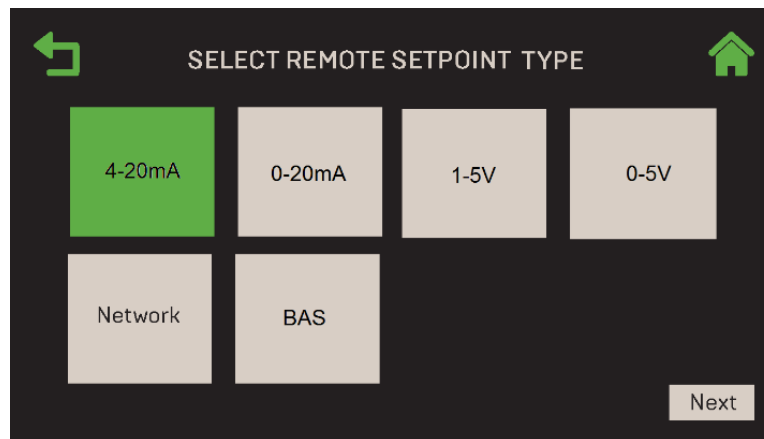 SELECT REMOTE SETPOINT TYPE
4-20mA
0-20mA
1-5V
0-5V
Network
BAS
Next